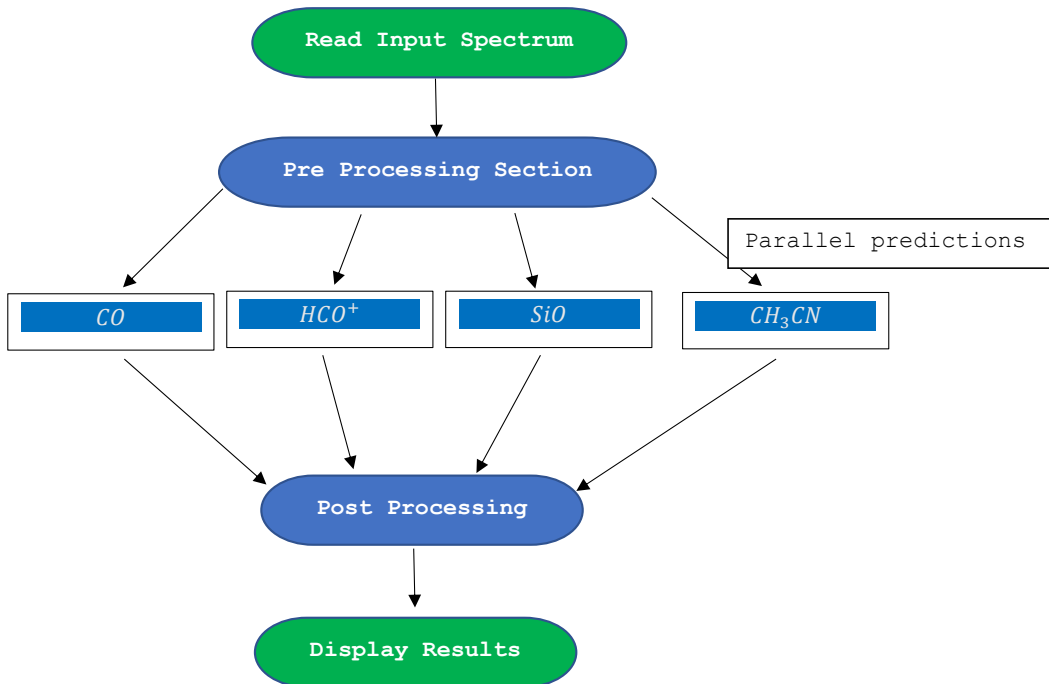 Read Input Spectrum
Pre Processing Section
Parallel predictions
CO
HCO⁺
SiO
CH₃CN
Post Processing
Display Results